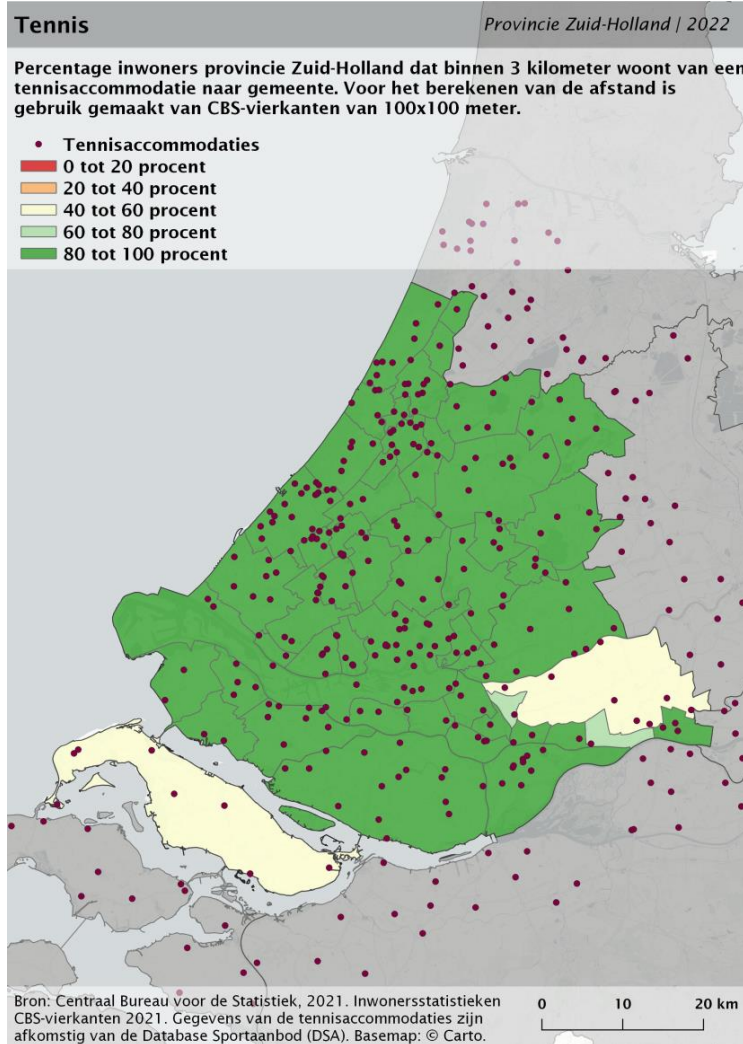 Tennis
Provincie Zuid-Holland | 2022
Percentage inwoners provincie Zuid-Holland dat binnen 3 kilometer woont van een
tennisaccommodatie naar gemeente. Voor het berekenen van de afstand is
gebruik gemaakt van CBS-vierkanten van 100x100 meter.
Tennisaccommodaties
0 tot 20 procent
20 tot 40 procent
40 tot 60 procent
60 tot 80 procent
80 tot 100 procent
Bron: Centraal Bureau voor de Statistiek, 2021. Inwonersstatistieken
CBS-vierkanten 2021. Gegevens van de tennisaccommodaties zijn
afkomstig van de Database Sportaanbod (DSA). Basemap: © Carto.
0 10 20 km